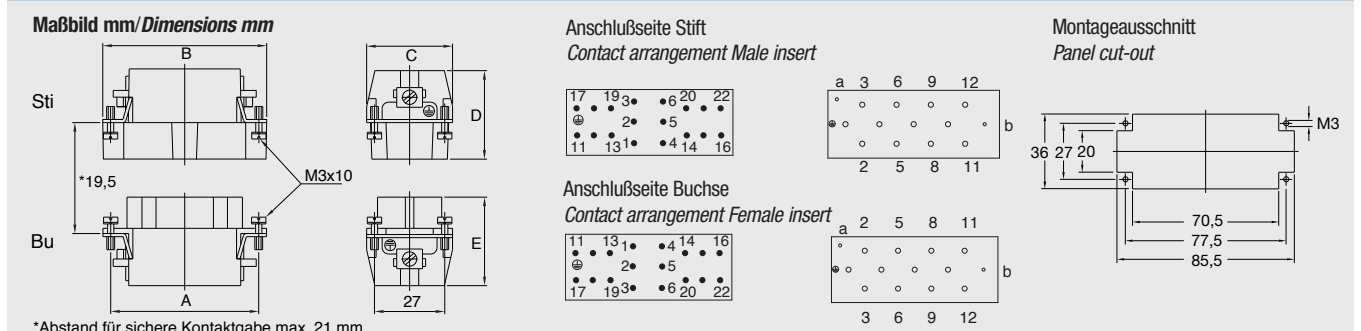 Maßbild mm/Dimensions mm
B
C
Sti
D
*19,5
M3x10
Bu
E
A
27
*Abstand für sichere Kontaktgabe max. 21 mm
Anschlußseite Stift
Contact arrangement Male insert
17 19 3 6 20 22
2 5
11 13 1 4 14 16
a 3 6 9 12
b
2 5 8 11
Anschlußseite Buchse
Contact arrangement Female insert
11 13 1 4 14 16
2 5
17 19 3 6 20 22
a 2 5 8 11
b
3 6 9 12
Montageausschnitt
Panel cut-out
M3
36 27 20
70,5
77,5
85,5